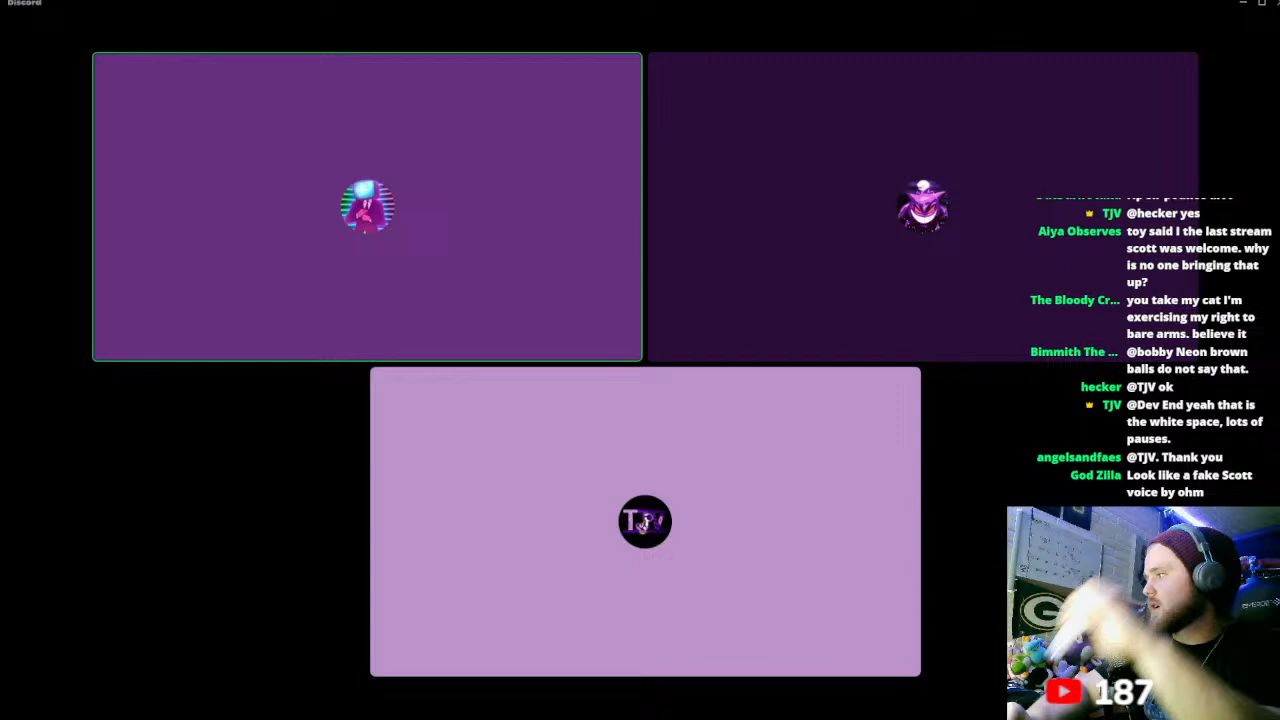 Discord
TJV @hecker yes
Aiya Observes toy said I the last stream
scott was welcome. why
is no one bringing that
up?
The Bloody Cr... you take my cat I'm
exercising my right to
bare arms. believe it
Bimmith The ... @bobby Neon brown
balls do not say that.
hecker @TJV ok
TJV @Dev End yeah that is
the white space, lots of
pauses.
angelsandfaes @TJV. Thank you
God Zilla Look like a fake Scott
voice by ohm
TJV
G
187